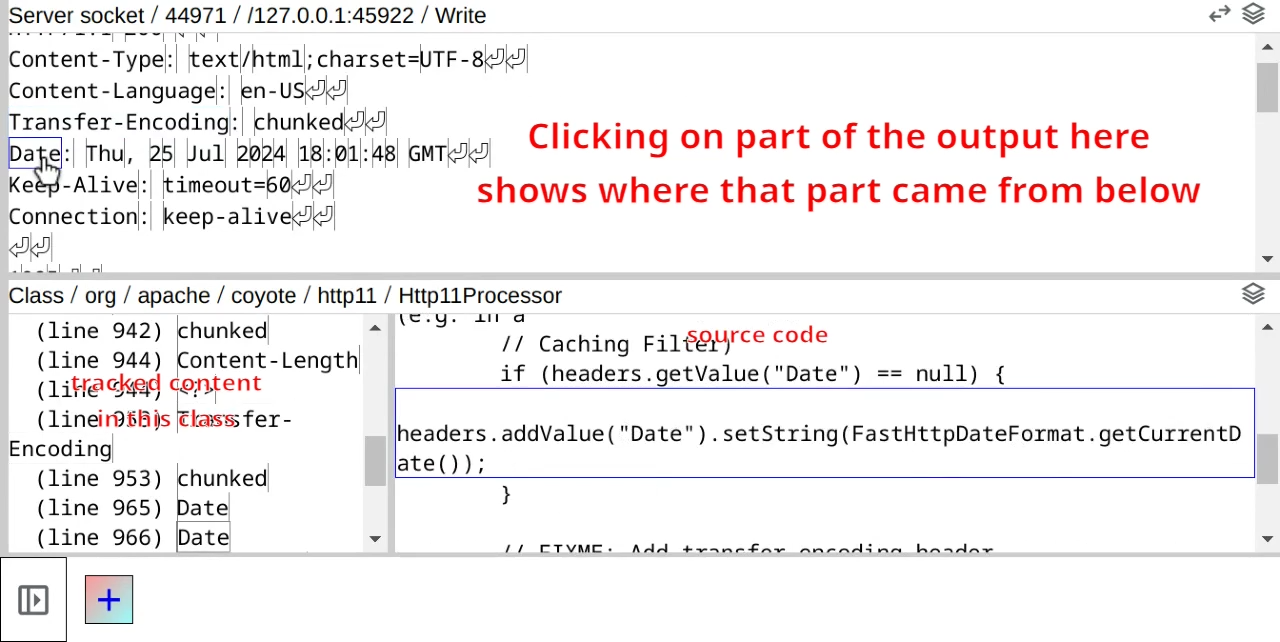 Server socket / 44971 / /127.0.0.1:45922 / Write
Content-Type: text/html;charset=UTF-8⏎⏎
Content-Language: en-US⏎⏎
Transfer-Encoding: chunked⏎⏎
Date: Thu, 25 Jul 2024 18:01:48 GMT⏎⏎
Keep-Alive: timeout=60⏎⏎
Connection: keep-alive⏎⏎
⏎⏎
Clicking on part of the output here
shows where that part came from below
Class / org / apache / coyote / http11 / Http11Processor
(line 942) chunked
(line 944) Content-Length
(line 944) <?>
tracked content
(line Transfer-
in this class
Encoding
(line 953) chunked
(line 965) Date
(line 966) Date
(e.g. in a
source code
// Caching Filter)
if (headers.getValue("Date") == null) {
headers.addValue("Date").setString(FastHttpDateFormat.getCurrentD
ate());
}
// FIXME: Add transfer encoding header